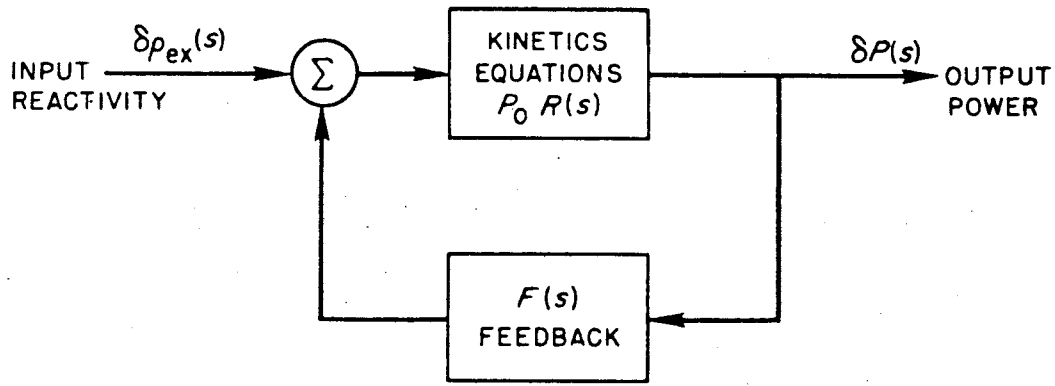 INPUT
REACTIVITY
δρex(s)
Σ
KINETICS
EQUATIONS
P0 R(s)
δP(s)
OUTPUT
POWER
F(s)
FEEDBACK